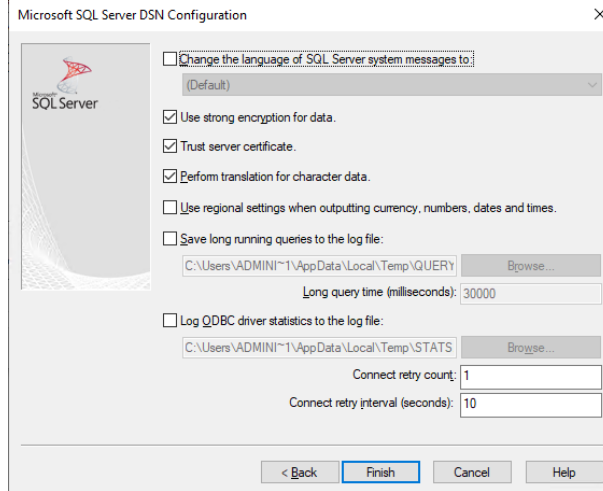 Microsoft SQL Server DSN Configuration
Microsoft
SQL Server
Change the language of SQL Server system messages to:
(Default)
Use strong encryption for data.
Trust server certificate.
Perform translation for character data.
Use regional settings when outputting currency, numbers, dates and times.
Save long running queries to the log file:
C:\Users\ADMINI~1\AppData\Local\Temp\QUERY Browse...
Long query time (milliseconds): 30000
Log ODBC driver statistics to the log file:
C:\Users\ADMINI~1\AppData\Local\Temp\STATS Browse...
Connect retry count: 1
Connect retry interval (seconds): 10
< Back Finish Cancel Help